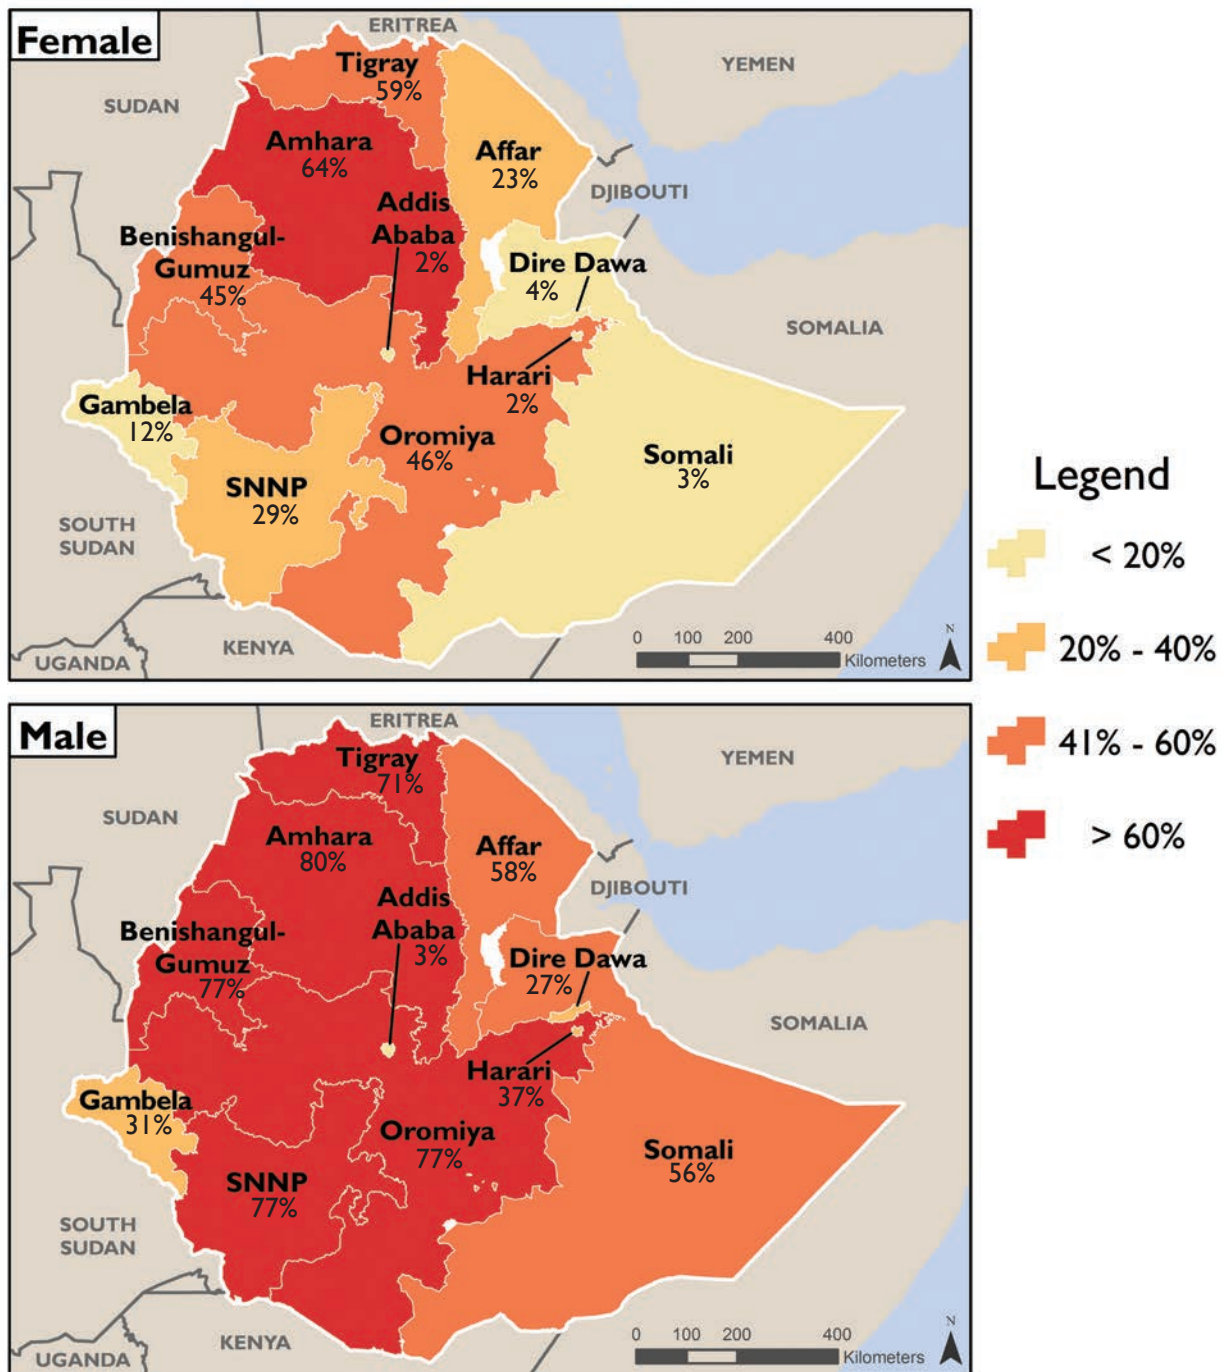 Female
ERITREA
YEMEN
SUDAN
Tigray
59%
Amhara
64%
Affar
23%
DJIBOUTI
Addis
Ababa
2%
Benishangul-
Gumuz
45%
Dire Dawa
4%
SOMALIA
Harari
2%
Gambela
12%
Oromiya
46%
Somali
3%
SNNP
29%
SOUTH
SUDAN
KENYA
UGANDA
0 100 200 400
Kilometers
N
Legend
< 20%
20% - 40%
41% - 60%
> 60%
Male
ERITREA
YEMEN
SUDAN
Tigray
71%
Amhara
80%
Affar
58%
DJIBOUTI
Addis
Ababa
3%
Benishangul-
Gumuz
77%
Dire Dawa
27%
SOMALIA
Harari
37%
Gambela
31%
Oromiya
77%
Somali
56%
SNNP
77%
SOUTH
SUDAN
KENYA
UGANDA
0 100 200 400
Kilometers
N